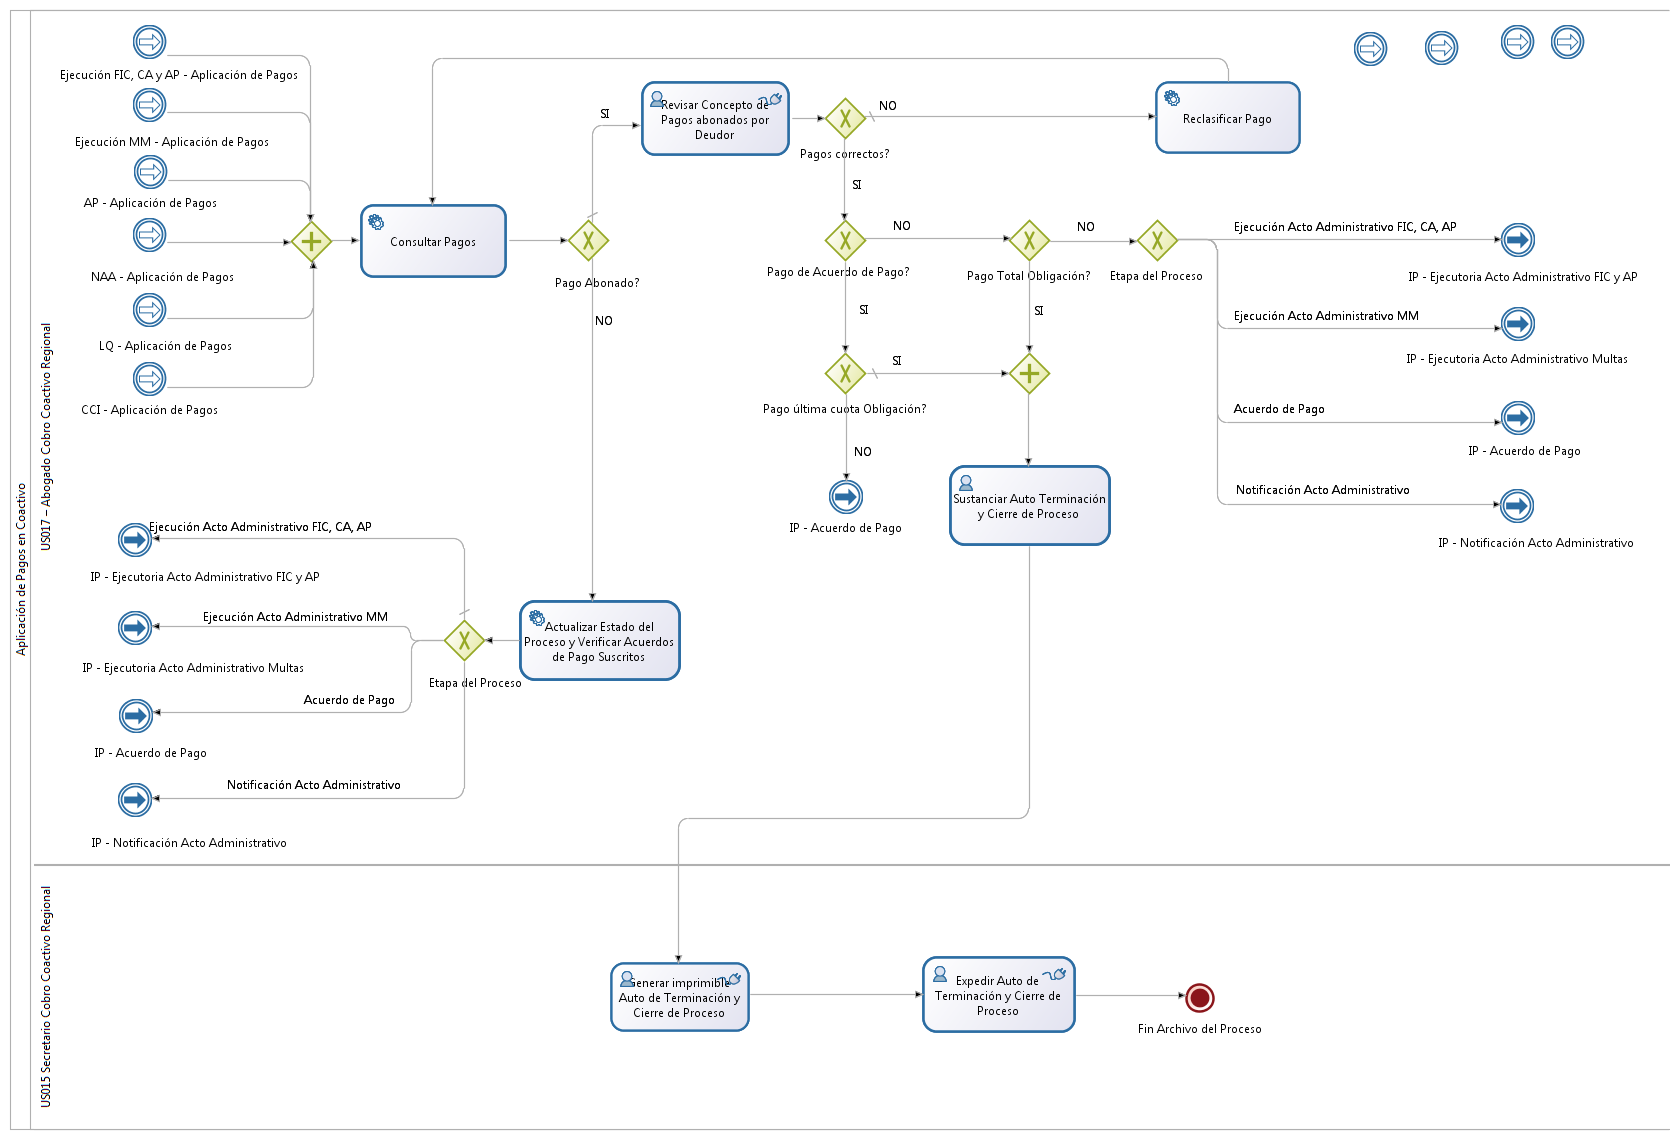 Aplicación de Pagos en Coactivo
US017 – Abogado Cobro Coactivo Regional
Ejecución FIC, CA y AP - Aplicación de Pagos
Ejecución MM - Aplicación de Pagos
AP - Aplicación de Pagos
NAA - Aplicación de Pagos
LQ - Aplicación de Pagos
CCI - Aplicación de Pagos
Consultar Pagos
Pago Abonado?
SI
NO
Revisar Concepto de
Pagos abonados por
Deudor
Pagos correctos?
NO
SI
Reclasificar Pago
Pago de Acuerdo de Pago?
NO
SI
Pago Total Obligación?
NO
SI
Etapa del Proceso
Ejecución Acto Administrativo FIC, CA, AP
IP - Ejecutoria Acto Administrativo FIC y AP
Ejecución Acto Administrativo MM
IP - Ejecutoria Acto Administrativo Multas
Acuerdo de Pago
IP - Acuerdo de Pago
Notificación Acto Administrativo
IP - Notificación Acto Administrativo
Pago última cuota Obligación?
SI
NO
IP - Acuerdo de Pago
Sustanciar Auto Terminación
y Cierre de Proceso
Actualizar Estado del
Proceso y Verificar Acuerdos
de Pago Suscritos
Etapa del Proceso
Ejecución Acto Administrativo FIC, CA, AP
IP - Ejecutoria Acto Administrativo FIC y AP
Ejecución Acto Administrativo MM
IP - Ejecutoria Acto Administrativo Multas
Acuerdo de Pago
IP - Acuerdo de Pago
Notificación Acto Administrativo
IP - Notificación Acto Administrativo
US015 Secretario Cobro Coactivo Regional
Generar imprimible
Auto de Terminación y
Cierre de Proceso
Expedir Auto de
Terminación y Cierre de
Proceso
Fin Archivo del Proceso